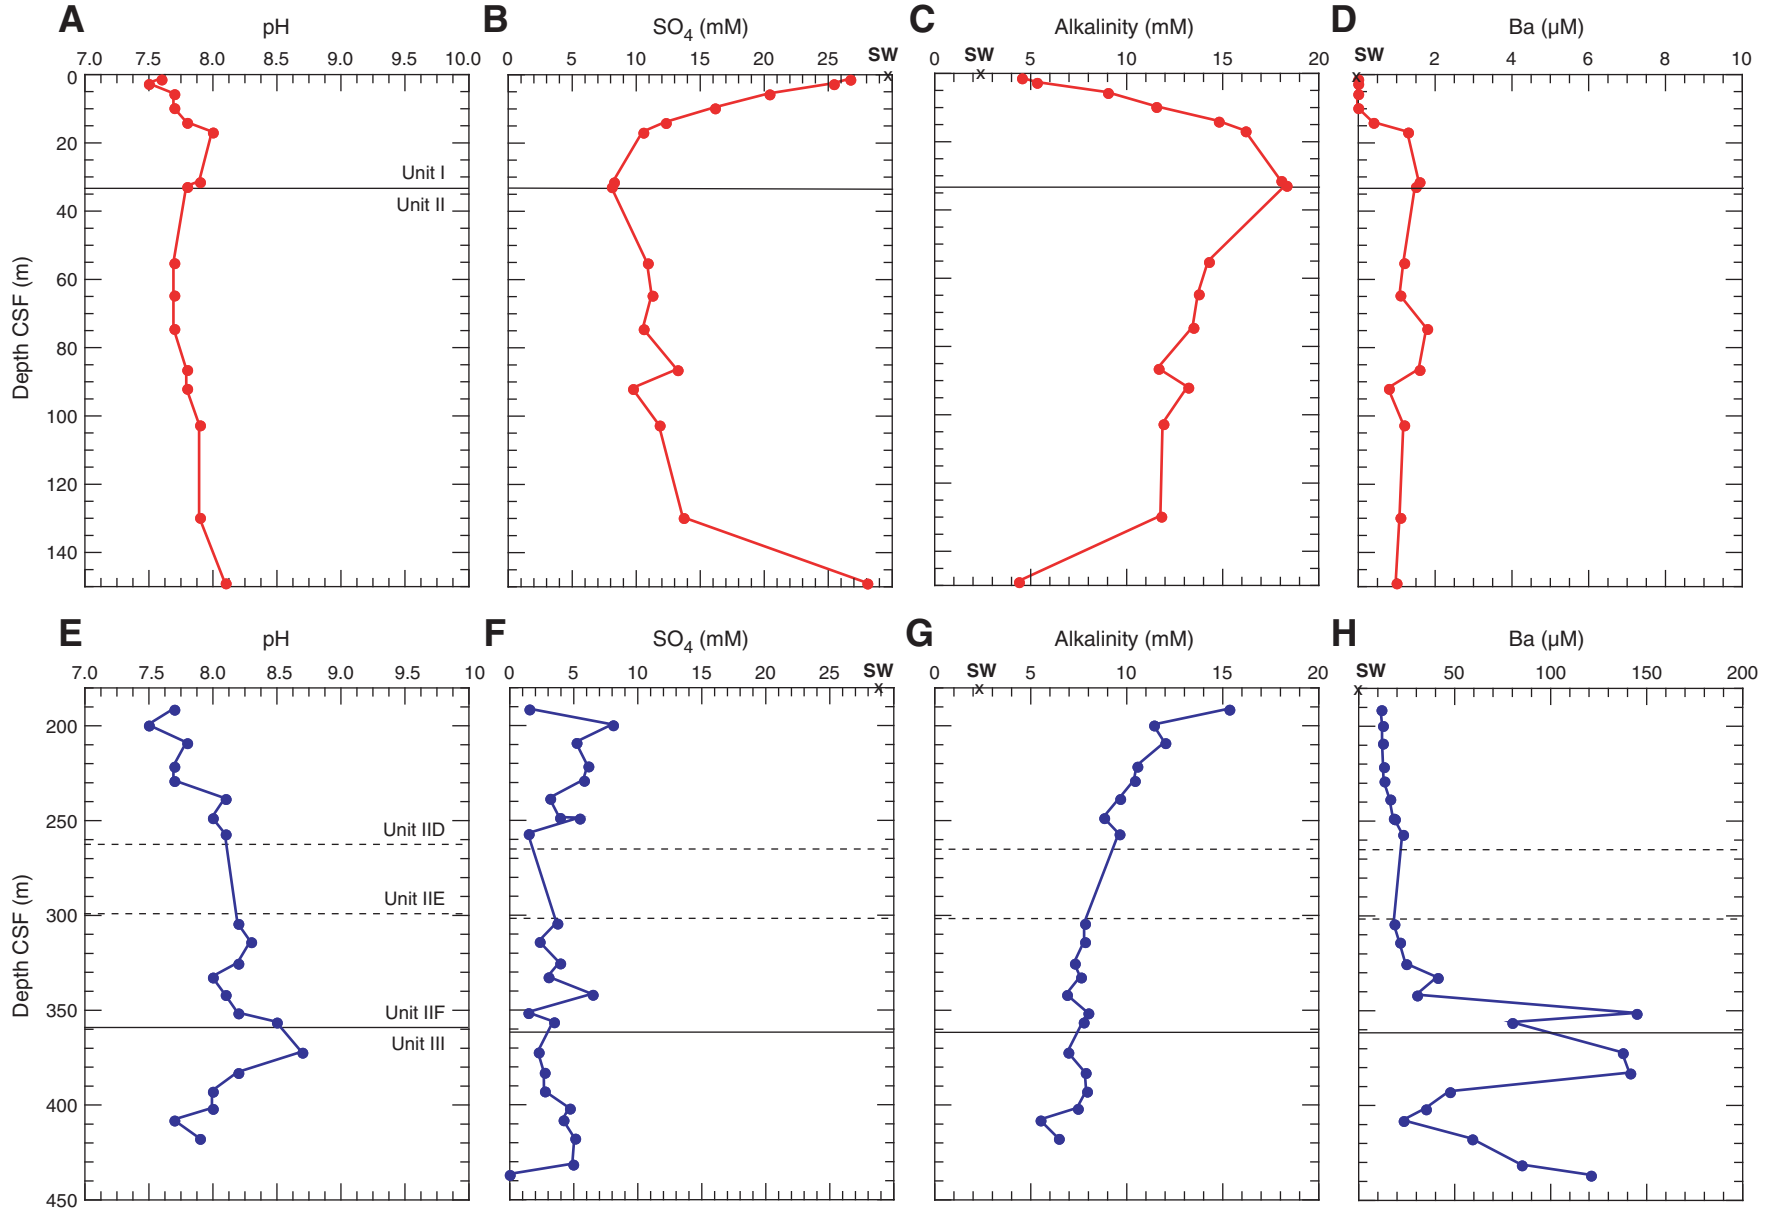 A pH
7.0 7.5 8.0 8.5 9.0 9.5 10.0
B SO4 (mM)
0 5 10 15 20 25 SW
x
C Alkalinity (mM)
0 SW 5 10 15 20
x
D Ba (µM)
SW 2 4 6 8 10
x
0
20
40
60
80
100
120
140
Depth CSF (m)
Unit I
Unit II
E pH
7.0 7.5 8.0 8.5 9.0 9.5 10
F SO4 (mM)
0 5 10 15 20 25 SW
x
G Alkalinity (mM)
0 SW 5 10 15 20
x
H Ba (µM)
SW 50 100 150 200
x
200
250
300
350
400
450
Depth CSF (m)
Unit IID
Unit IIE
Unit IIF
Unit III